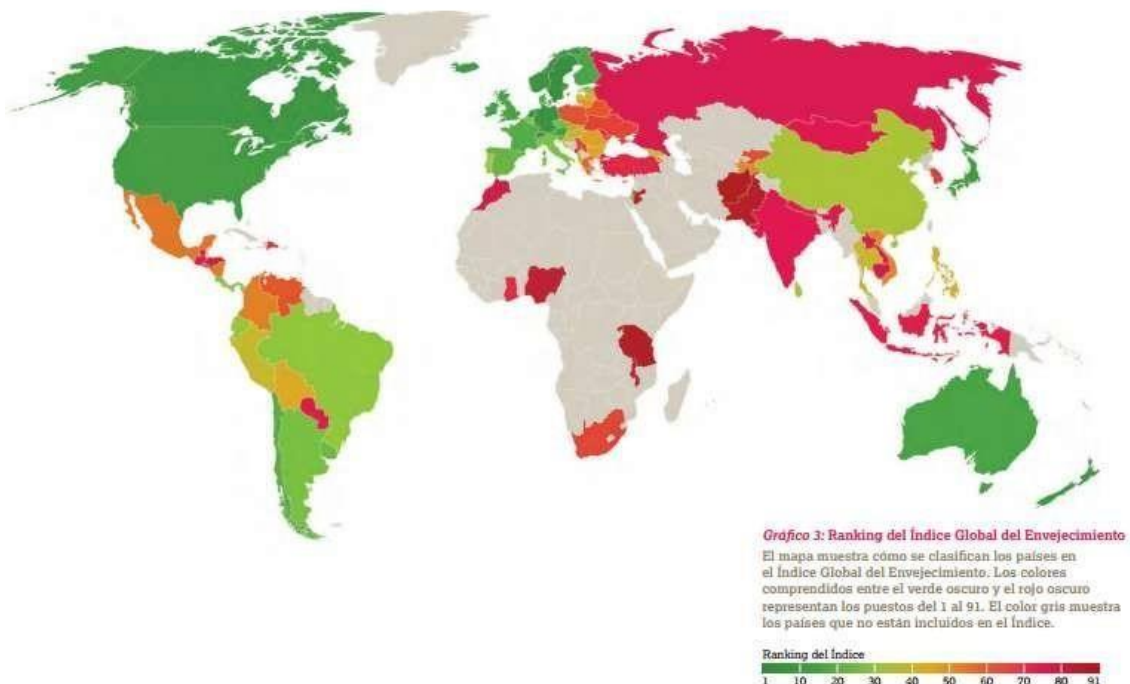 Gráfico 3: Ranking del Índice Global del Envejecimiento
El mapa muestra cómo se clasifican los países en
el Índice Global del Envejecimiento. Los colores
comprendidos entre el verde oscuro y el rojo oscuro
representan los puestos del 1 al 91. El color gris muestra
los países que no están incluidos en el Índice.
Ranking del Índice
1 10 20 30 40 50 60 70 80 91